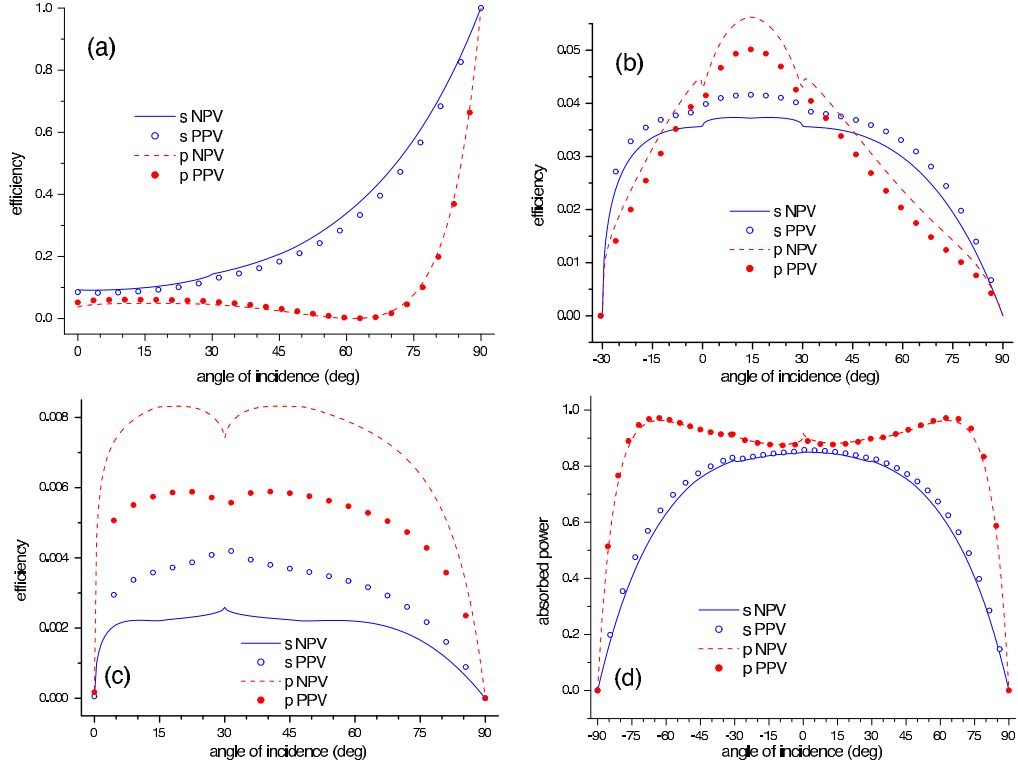 (a)
1.0
0.8
0.6
0.4
0.2
0.0
efficiency
s NPV
s PPV
p NPV
p PPV
0 15 30 45 60 75 90
angle of incidence (deg)
(b)
0.05
0.04
0.03
0.02
0.01
0.00
efficiency
s NPV
s PPV
p NPV
p PPV
-30 -15 0 15 30 45 60 75 90
angle of incidence (deg)
0.008
0.006
0.004
0.002
0.000
efficiency
(c)
s NPV
s PPV
p NPV
p PPV
0 15 30 45 60 75 90
angle of incidence (deg)
1.0
0.8
0.6
0.4
0.2
0.0
absorbed power
s NPV
s PPV
p NPV
p PPV
(d)
-90 -75 -60 -45 -30 -15 0 15 30 45 60 75 90
angle of incidence (deg)